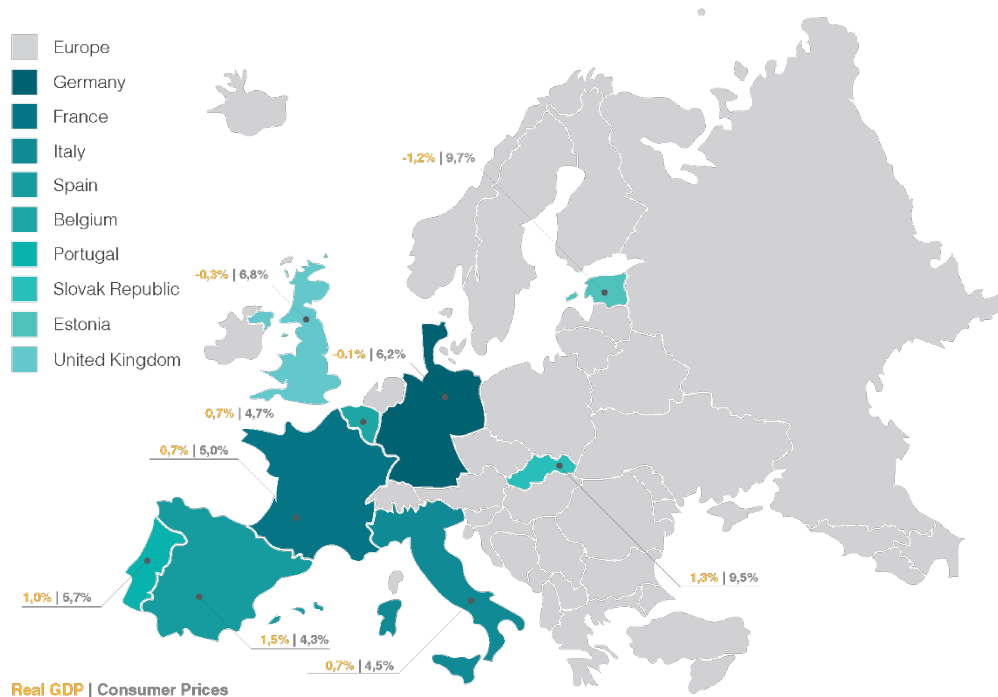 Europe
Germany
France
Italy
Spain
Belgium
Portugal
Slovak Republic
Estonia
United Kingdom
-1,2% | 9,7%
-0,3% | 6,8%
-0.1% | 6,2%
0,7% | 4,7%
0,7% | 5,0%
1,3% | 9,5%
1,0% | 5,7%
1,5% | 4,3%
0,7% | 4,5%
Real GDP | Consumer Prices